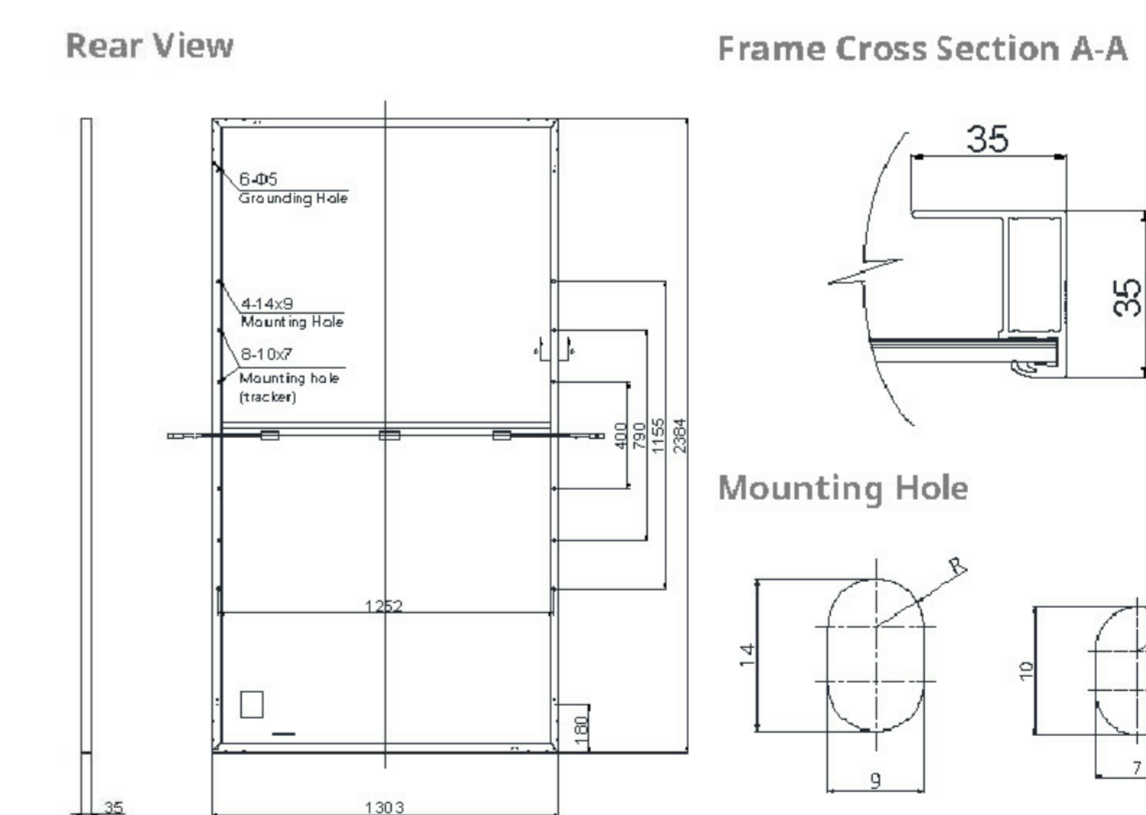 Rear View
Frame Cross Section A-A
35
6-Φ5
Grounding Hole
35
4-14x9
Mounting Hole
8-10x7
Mounting hole
(tracker)
400
790
1155
2384
Mounting Hole
R
1252
14
10
180
9
7
35
1303